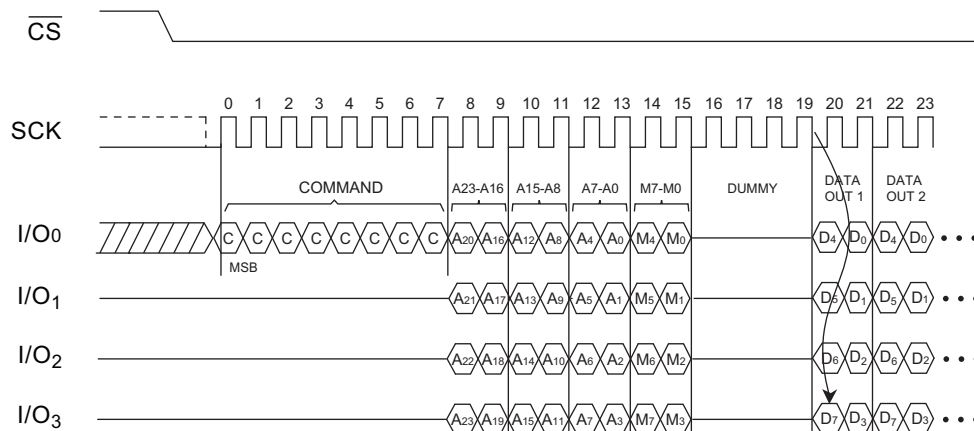 CS
0 1 2 3 4 5 6 7 8 9 10 11 12 13 14 15 16 17 18 19 20 21 22 23
SCK
COMMAND A23-A16 A15-A8 A7-A0 M7-M0 DUMMY DATA OUT 1 DATA OUT 2
I/O0 C C C C C C C C A20 A16 A12 A8 A4 A0 M4 M0 D4 D0 D4 D0 • • •
MSB
I/O1 A21 A17 A13 A9 A5 A1 M5 M1 D5 D1 D5 D1 • • •
I/O2 A22 A18 A14 A10 A6 A2 M6 M2 D6 D2 D6 D2 • • •
I/O3 A23 A19 A15 A11 A7 A3 M7 M3 D7 D3 D7 D3 • • •